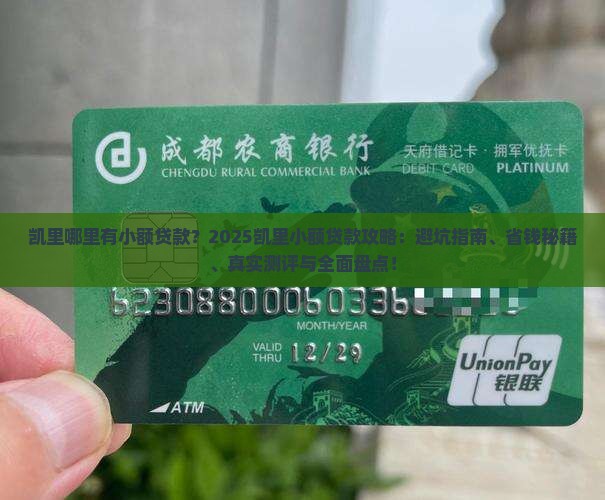 成都农商银行
CHENGDU RURAL COMMERCIAL BANK
天府借记卡·拥军优抚卡
DEBIT CARD PLATINUM
凯里哪里有小额贷款？2025凯里小额贷款攻略：避坑指南、省钱秘籍
、真实测评与全面盘点！
MONTH/YEAR
VALID THRU 12/29
ATM
UnionPay
银联